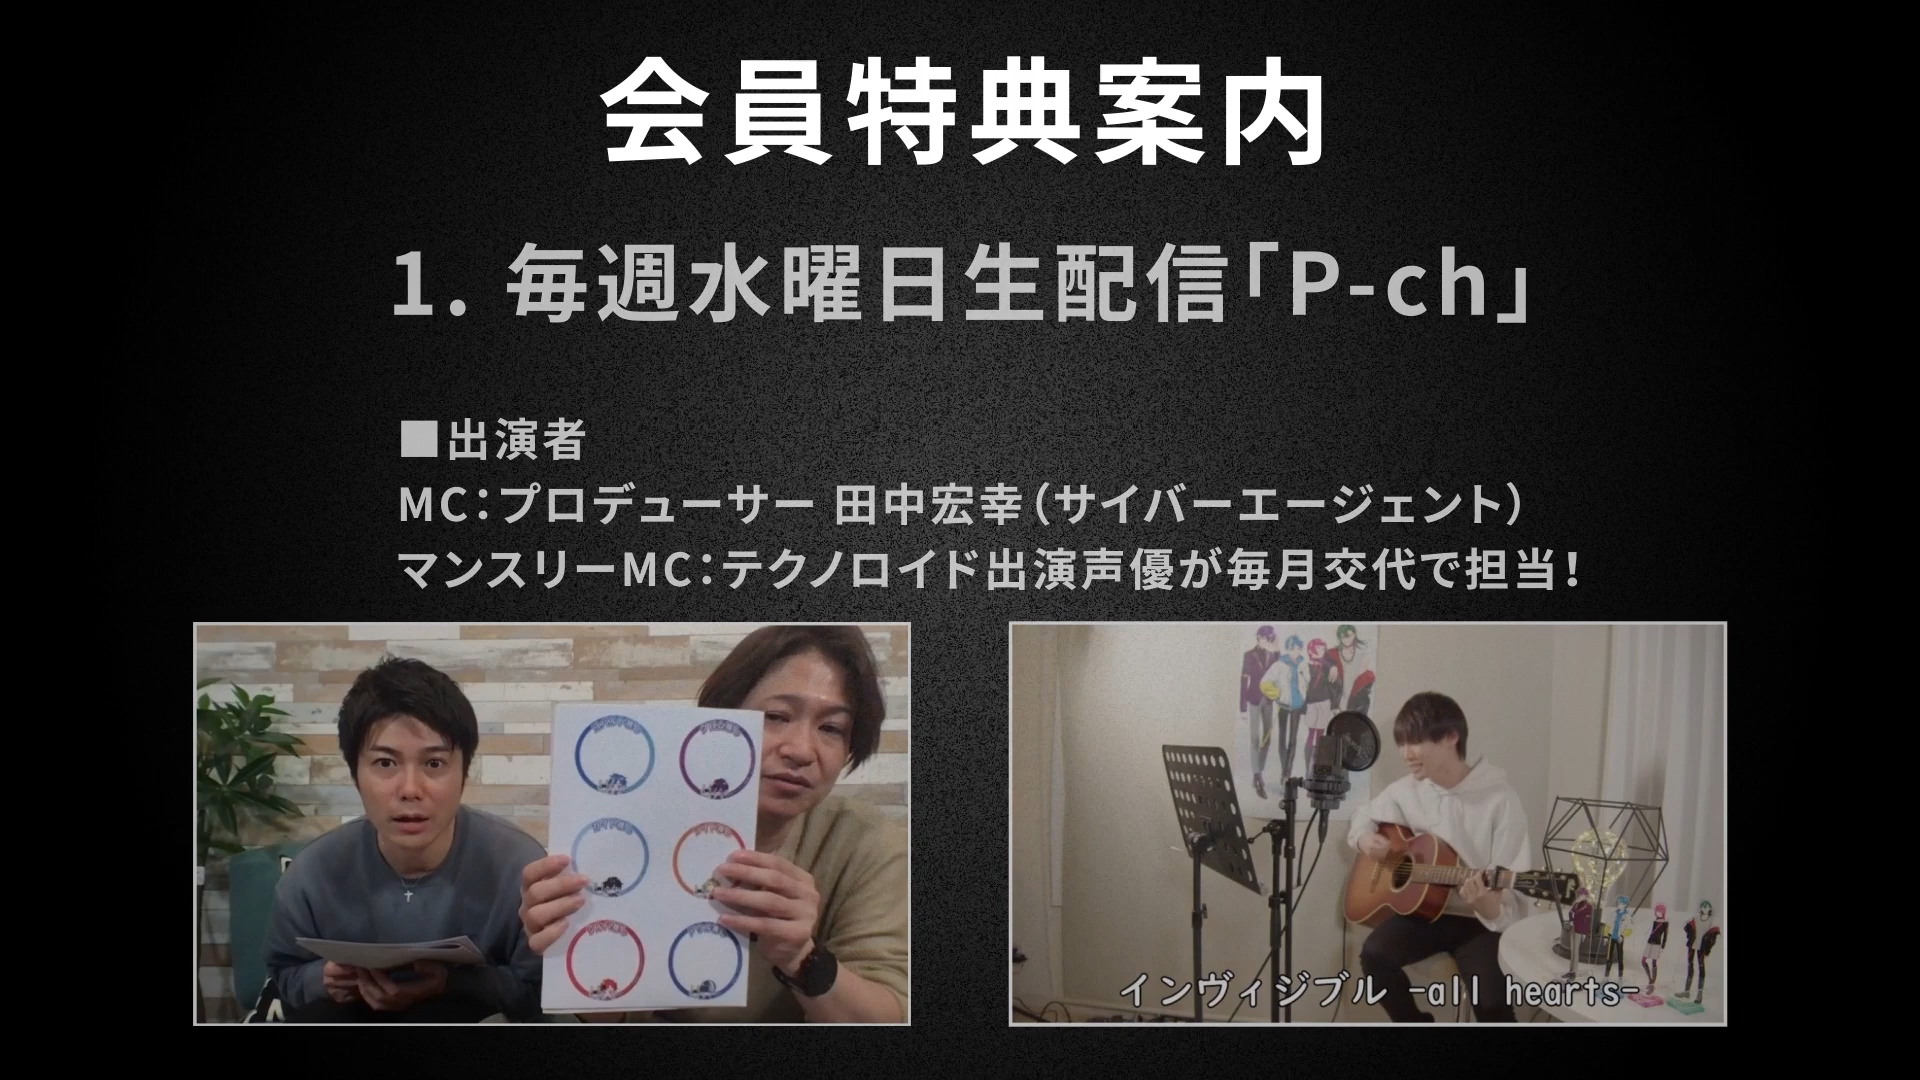 会員特典案内
1. 毎週水曜日生配信「P-ch」
■出演者
MC：プロデューサー 田中宏幸（サイバーエージェント）
マンスリーMC：テクノロイド出演声優が毎月交代で担当！
インヴィジブル -all hearts-